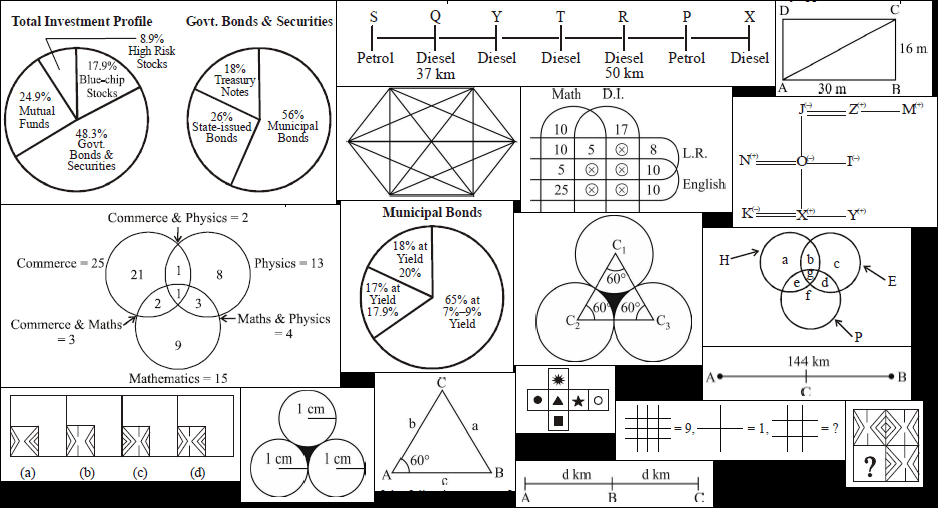 Total Investment Profile
8.9%
High Risk
Stocks
17.9%
Blue-chip
Stocks
24.9%
Mutual
Funds
48.3%
Govt.
Bonds &
Securities
Govt. Bonds & Securities
18%
Treasury
Notes
26%
State-issued
Bonds
56%
Municipal
Bonds
S Q Y T R P X
Petrol Diesel Diesel Diesel Diesel Petrol Diesel
37 km 50 km
D C
16 m
A 30 m B
Math D.I.
10 17
10 5 ⊗ 8
L.R.
5 ⊗ ⊗ 10
English
25 ⊗ ⊗ 10
J(-) Z(+) M(+)
N(+) O(-) I(-)
K(-) X(+) Y(+)
Commerce & Physics = 2
Commerce = 25
21 1 8
Physics = 13
1
2 3
Commerce & Maths
= 3
Maths & Physics
= 4
9
Mathematics = 15
Municipal Bonds
18% at
Yield
20%
17% at
Yield
17.9%
65% at
7%–9%
Yield
C1
60°
60° 60°
C2 C3
H
a b c
g
e d
f
E
P
144 km
A B
C
(a) (b) (c) (d)
1 cm
1 cm 1 cm
C
b a
60°
A B
c
= 9, = 1, = ?
?
d km d km
A B C